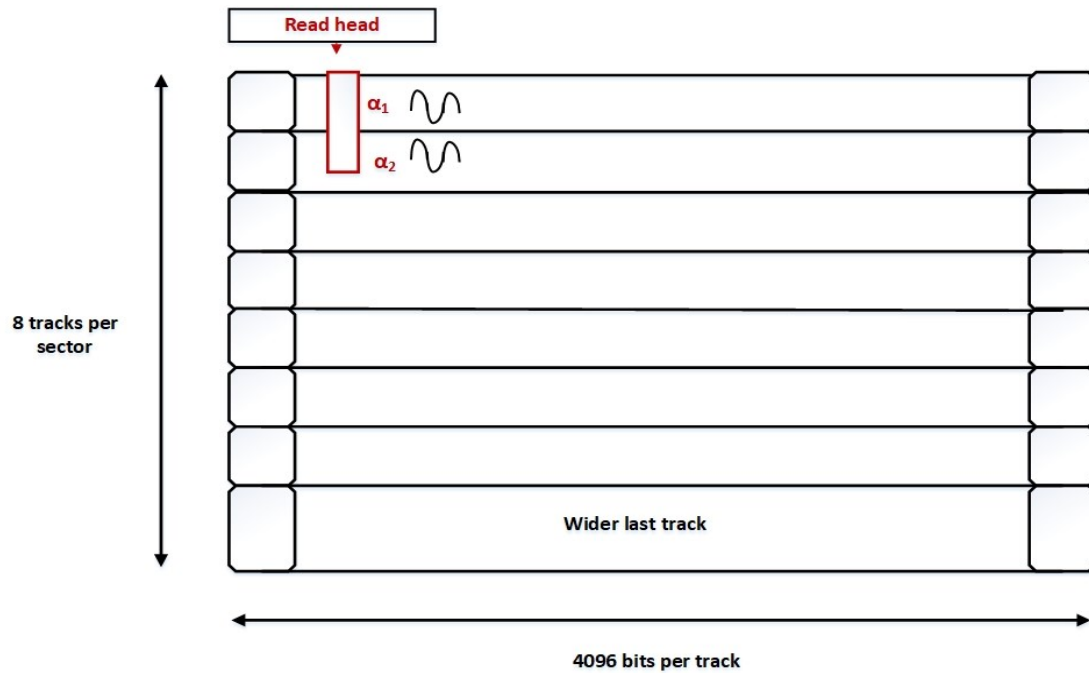 Read head
α₁
α₂
8 tracks per
sector
Wider last track
4096 bits per track